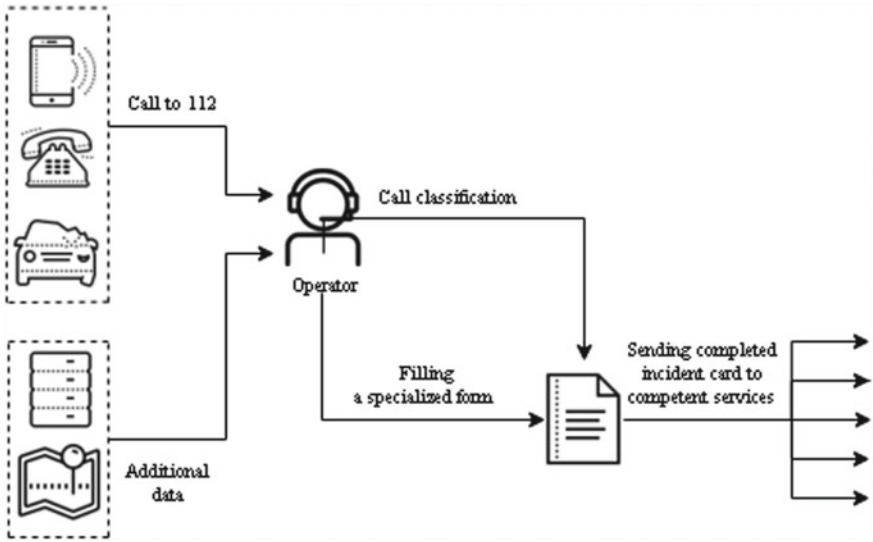 Call to 112
Call classification
Operator
Filling
a specialized form
Sending completed
incident card to
competent services
Additional
data